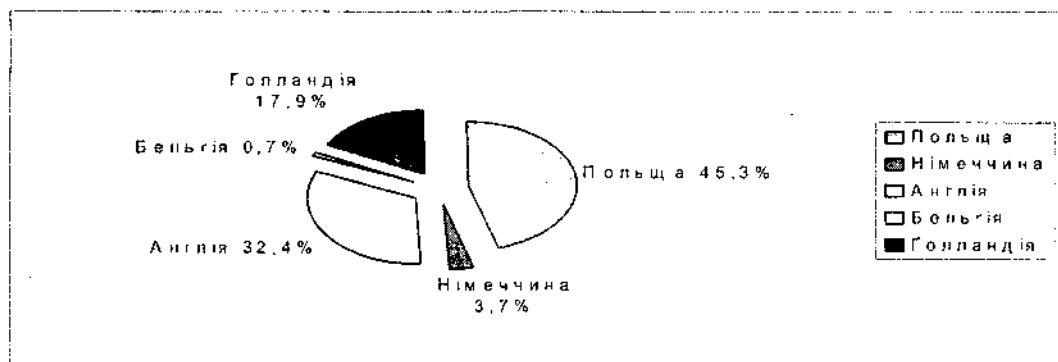 Голландія
17,9%
Бельгія 0,7%
Польща 45,3%
Англія 32,4%
Німеччина
3,7%
Польща
Німеччина
Англія
Бельгія
Голландія